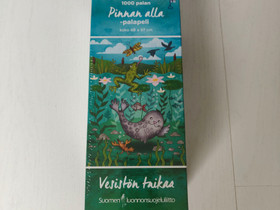 1000 palan
Pinnan alla
-palapeli
Vesistön taikaa
Suomen luonnonsuojeluliitto